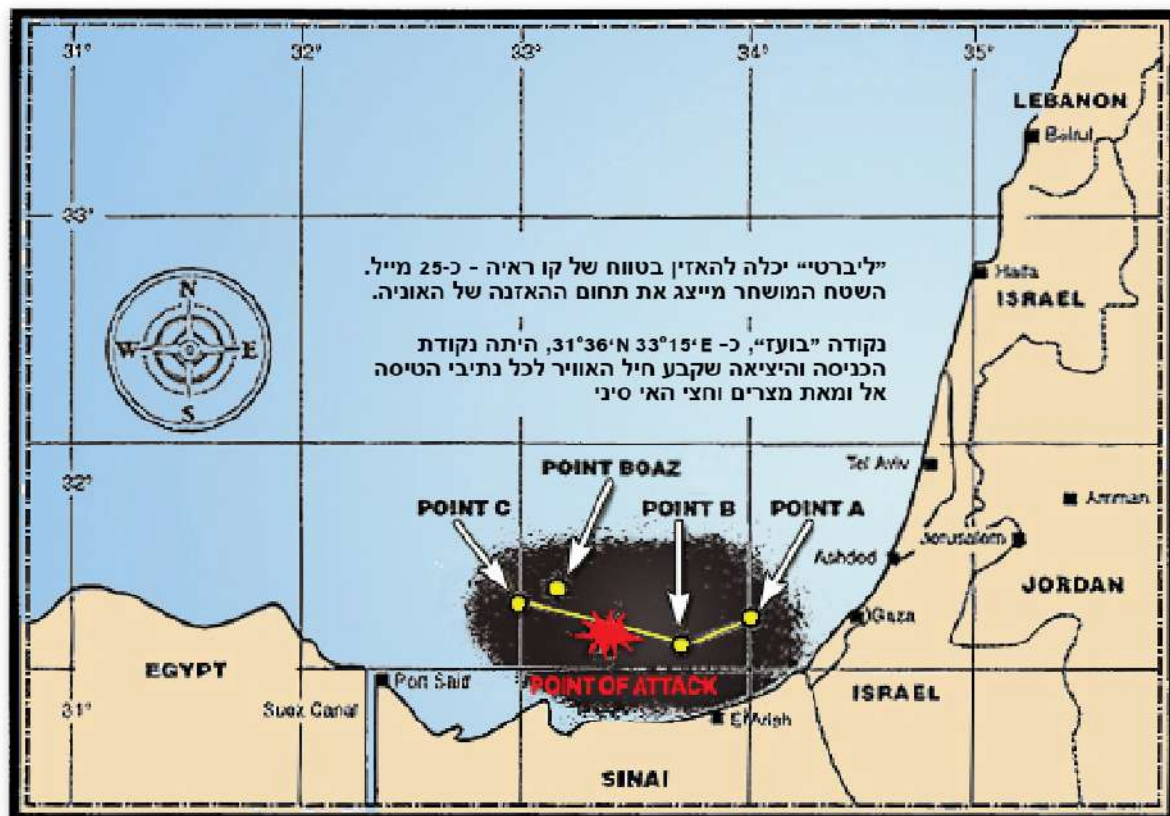 31° 32° 33° 34° 35°
LEBANON
Beirut
33°
"ליברטי" יכלה להאזין בטווח של קו ראיה - כ-25 מייל.
השטח המושחר מייצג את תחום ההאזנה של האוניה.
Haifa
ISRAEL
N
W E
S
נקודה "בועז", כ- 31°36'N 33°15'E, היתה נקודת
הכניסה והיציאה שקבע חיל האוויר לכל נתיבי הטיסה
אל ומאת מצרים וחצי האי סיני
32°
POINT BOAZ
Tel Aviv
Amman
POINT C
POINT B
POINT A
Jerusalem
Ashdod
JORDAN
Gaza
EGYPT
Port Said
POINT OF ATTACK
ISRAEL
31°
Suez Canal
El Arish
SINAI